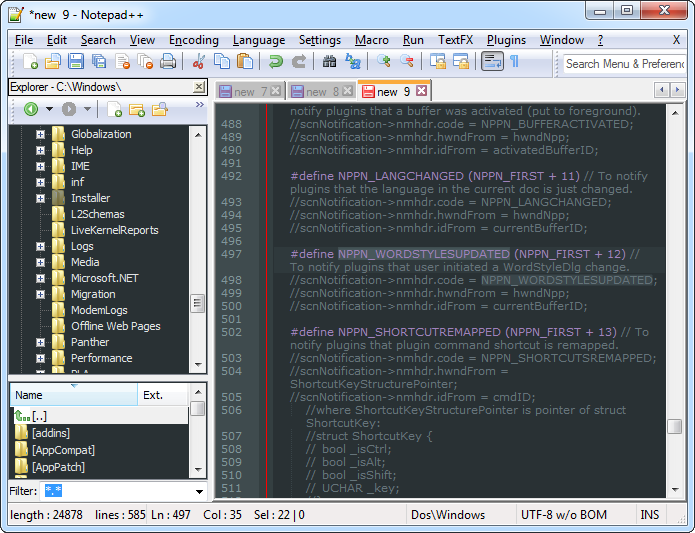 *new  9 - Notepad++
File Edit Search View Encoding Language Settings Macro Run TextFX Plugins Window ? X
Search Menu & Preferenc
Explorer - C:\Windows\
new 7 new 8 new 9
Globalization
Help
IME
inf
Installer
L2Schemas
LiveKernelReports
Logs
Media
Microsoft.NET
Migration
ModemLogs
Offline Web Pages
Panther
Performance
Name Ext.
[..]
[addins]
[AppCompat]
[AppPatch]
Filter: *.*
notify plugins that a buffer was activated (put to foreground).
488 //scnNotification->nmhdr.code = NPPN_BUFFERACTIVATED;
489 //scnNotification->nmhdr.hwndFrom = hwndNpp;
490 //scnNotification->nmhdr.idFrom = activatedBufferID;
491
492 #define NPPN_LANGCHANGED (NPPN_FIRST + 11) // To notify
plugins that the language in the current doc is just changed.
493 //scnNotification->nmhdr.code = NPPN_LANGCHANGED;
494 //scnNotification->nmhdr.hwndFrom = hwndNpp;
495 //scnNotification->nmhdr.idFrom = currentBufferID;
496
497 #define NPPN_WORDSTYLESUPDATED (NPPN_FIRST + 12) //
To notify plugins that user initiated a WordStyleDlg change.
498 //scnNotification->nmhdr.code = NPPN_WORDSTYLESUPDATED;
499 //scnNotification->nmhdr.hwndFrom = hwndNpp;
500 //scnNotification->nmhdr.idFrom = currentBufferID;
501
502 #define NPPN_SHORTCUTREMAPPED (NPPN_FIRST + 13) // To
notify plugins that plugin command shortcut is remapped.
503 //scnNotification->nmhdr.code = NPPN_SHORTCUTSREMAPPED;
504 //scnNotification->nmhdr.hwndFrom =
ShortcutKeyStructurePointer;
505 //scnNotification->nmhdr.idFrom = cmdID;
506 //where ShortcutKeyStructurePointer is pointer of struct
ShortcutKey:
507 //struct ShortcutKey {
508 // bool _isCtrl;
509 // bool _isAlt;
510 // bool _isShift;
511 // UCHAR _key;
length : 24878 lines : 585 Ln : 497 Col : 35 Sel : 22 | 0 Dos\Windows UTF-8 w/o BOM INS